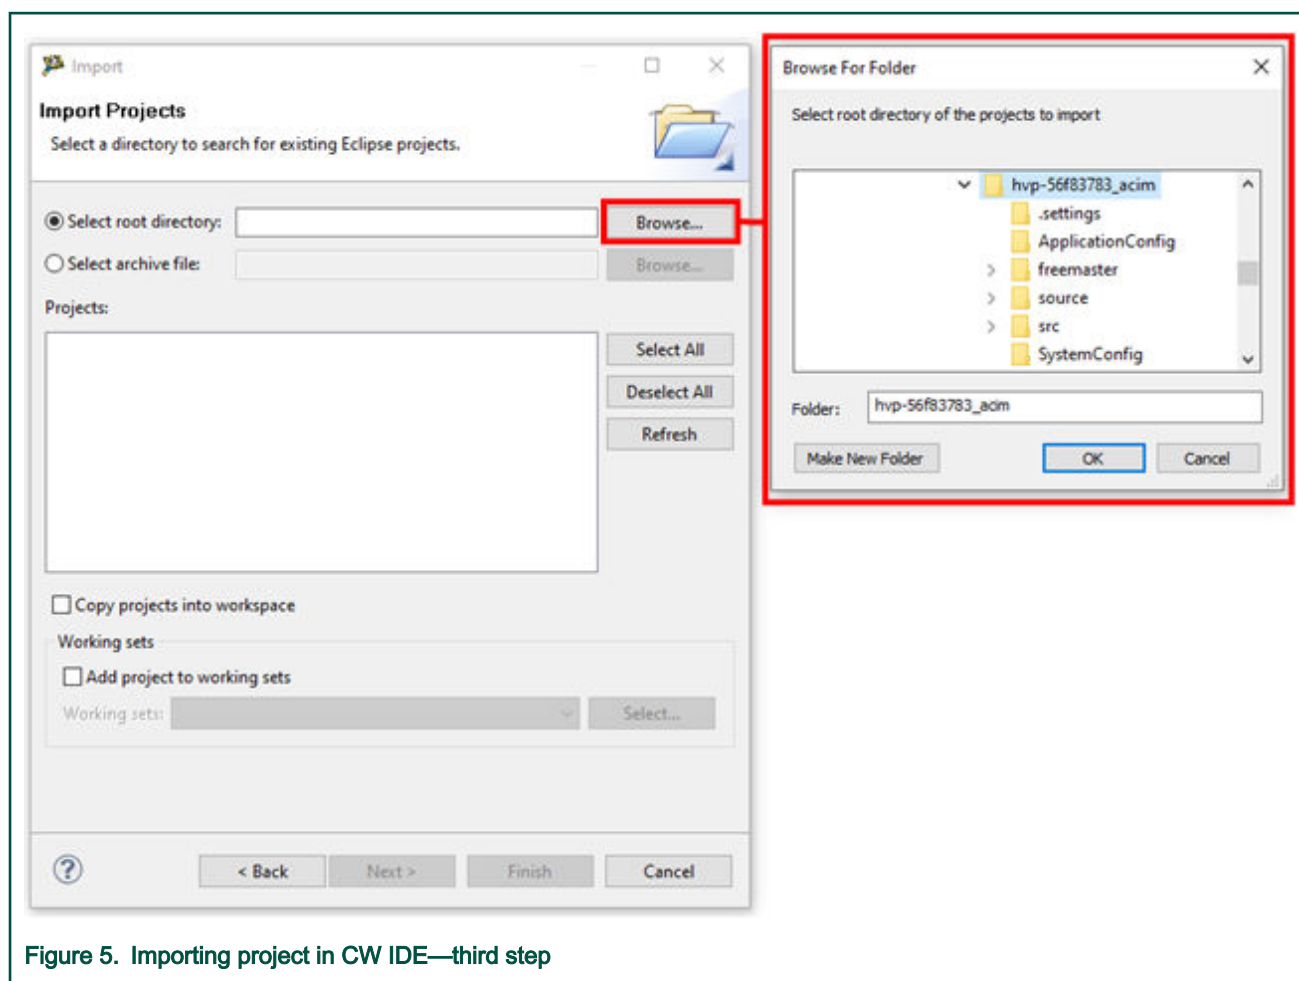 Import
Import Projects
Select a directory to search for existing Eclipse projects.
Select root directory:
Browse...
Select archive file:
Browse...
Projects:
Select All
Deselect All
Refresh
Copy projects into workspace
Working sets
Add project to working sets
Working sets:
Select...
?
< Back
Next >
Finish
Cancel
Browse For Folder
Select root directory of the projects to import
hvp-56f83783_acim
.settings
ApplicationConfig
freemaster
source
src
SystemConfig
Folder:
hvp-56f83783_acim
Make New Folder
OK
Cancel
Figure 5. Importing project in CW IDE—third step